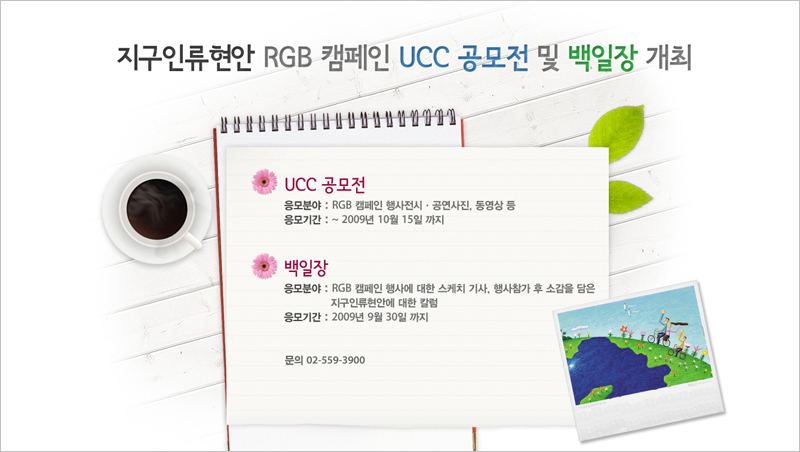 지구인류현안 RGB 캠페인 UCC 공모전 및 백일장 개최
UCC 공모전
응모분야 : RGB 캠페인 행사전시 · 공연사진, 동영상 등
응모기간 : ~ 2009년 10월 15일 까지
백일장
응모분야 : RGB 캠페인 행사에 대한 스케치 기사, 행사참가 후 소감을 담은
지구인류현안에 대한 칼럼
응모기간 : 2009년 9월 30일 까지
문의 02-559-3900